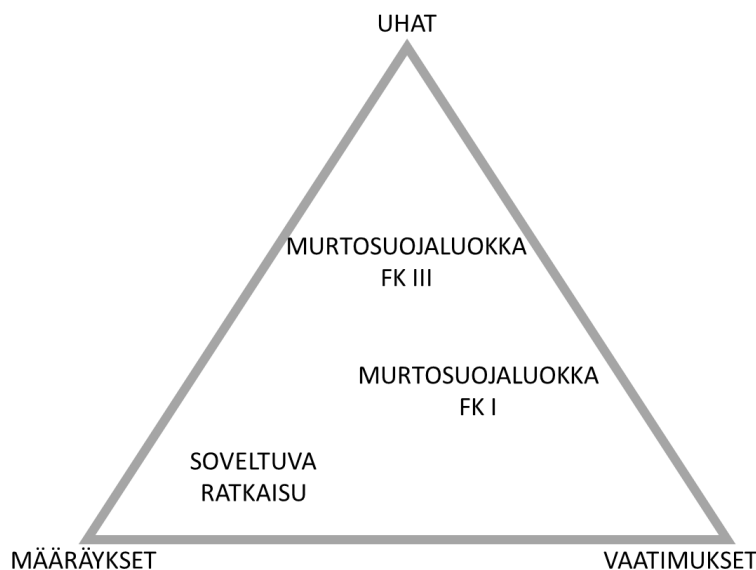 UHAT
MURTOSUOJALUOKKA
FK III
MURTOSUOJALUOKKA
FK I
SOVELTUVA
RATKAISU
MÄÄRÄYKSET
VAATIMUKSET